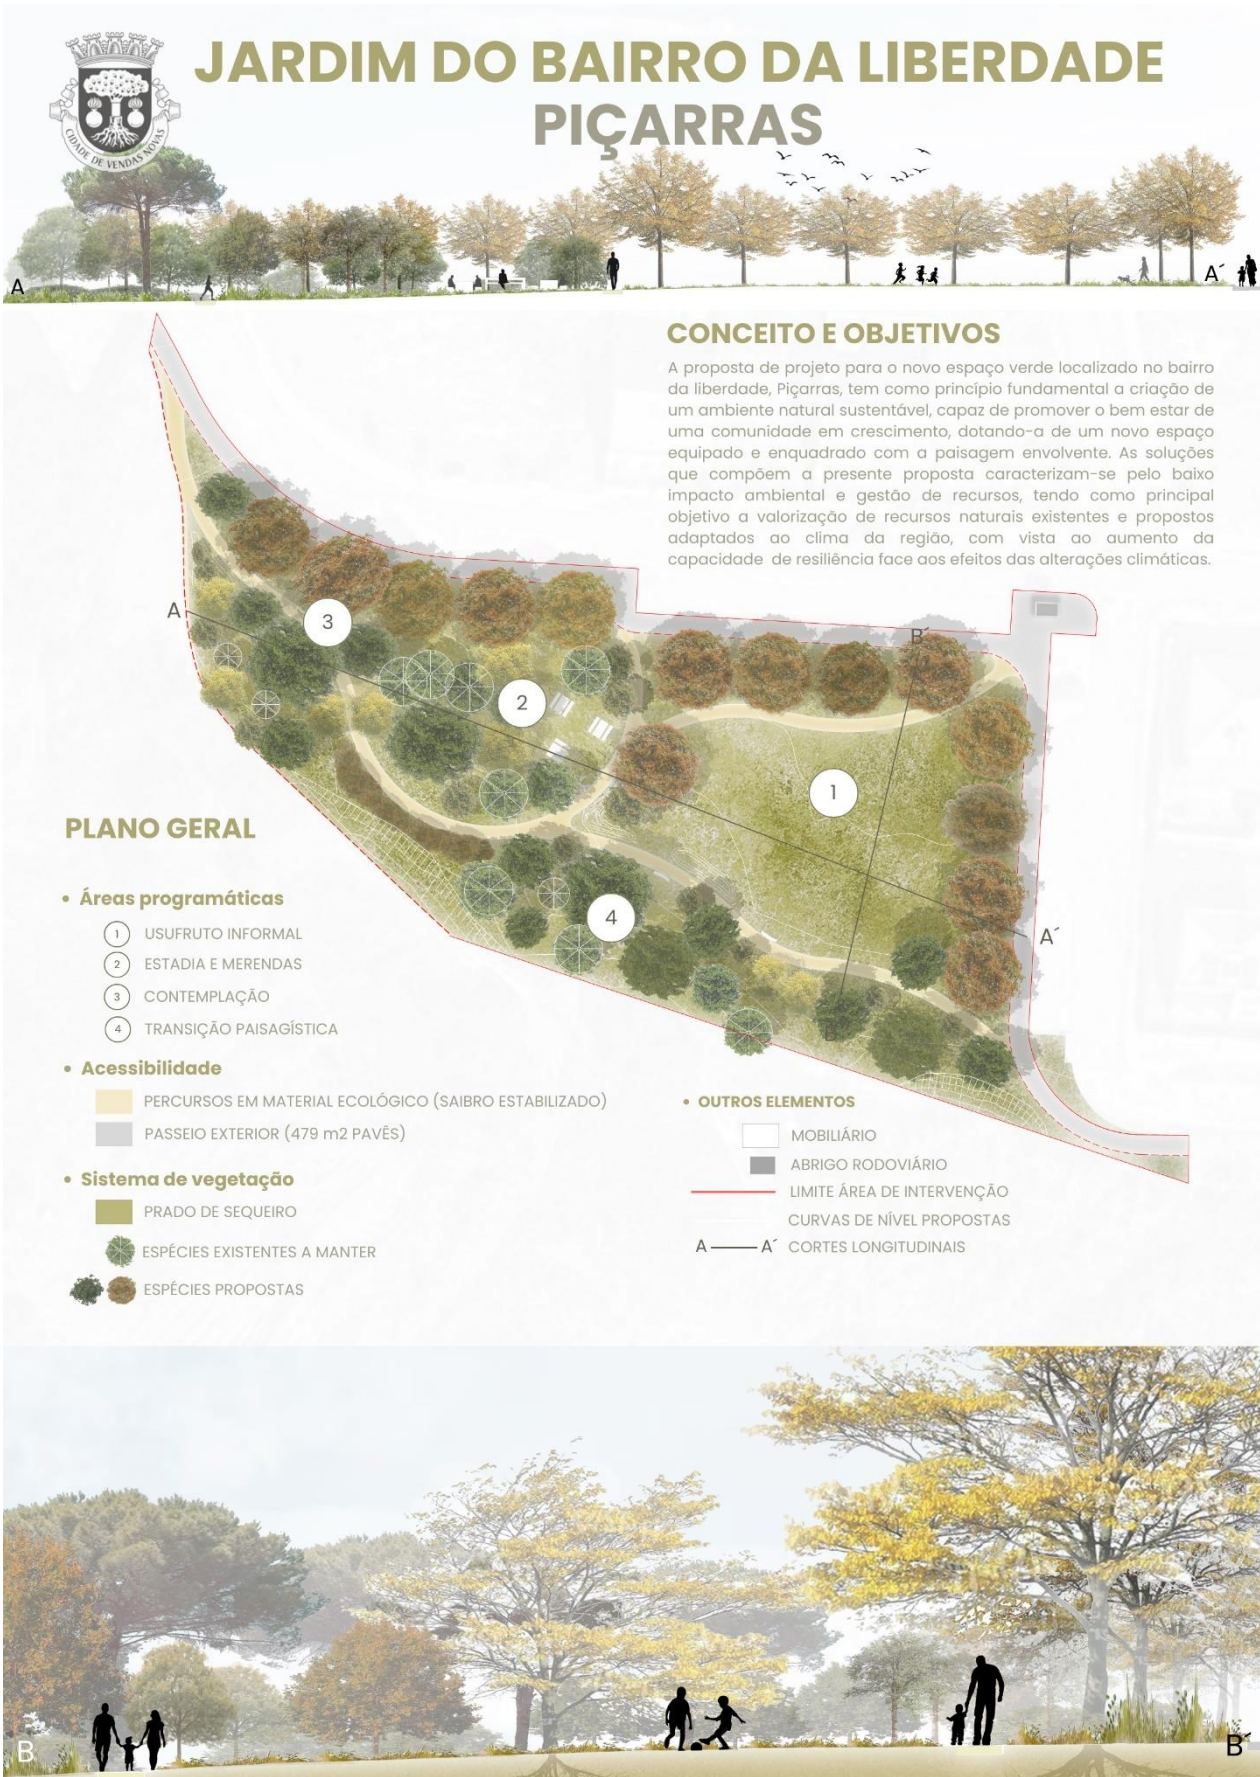 JARDIM DO BAIRRO DA LIBERDADE
PIÇARRAS
CIDADE DE VENDAS NOVAS
A
A´
CONCEITO E OBJETIVOS
A proposta de projeto para o novo espaço verde localizado no bairro
da liberdade, Piçarras, tem como princípio fundamental a criação de
um ambiente natural sustentável, capaz de promover o bem estar de
uma comunidade em crescimento, dotando-a de um novo espaço
equipado e enquadrado com a paisagem envolvente. As soluções
que compõem a presente proposta caracterizam-se pelo baixo
impacto ambiental e gestão de recursos, tendo como principal
objetivo a valorização de recursos naturais existentes e propostos
adaptados ao clima da região, com vista ao aumento da
capacidade de resiliência face aos efeitos das alterações climáticas.
A
3
B´
2
1
4
A´
PLANO GERAL
• Áreas programáticas
1 USUFRUTO INFORMAL
2 ESTADIA E MERENDAS
3 CONTEMPLAÇÃO
4 TRANSIÇÃO PAISAGÍSTICA
• Acessibilidade
PERCURSOS EM MATERIAL ECOLÓGICO (SAIBRO ESTABILIZADO)
PASSEIO EXTERIOR (479 m2 PAVÊS)
• Sistema de vegetação
PRADO DE SEQUEIRO
ESPÉCIES EXISTENTES A MANTER
ESPÉCIES PROPOSTAS
• OUTROS ELEMENTOS
MOBILIÁRIO
ABRIGO RODOVIÁRIO
LIMITE ÁREA DE INTERVENÇÃO
CURVAS DE NÍVEL PROPOSTAS
A A´ CORTES LONGITUDINAIS
B
B´